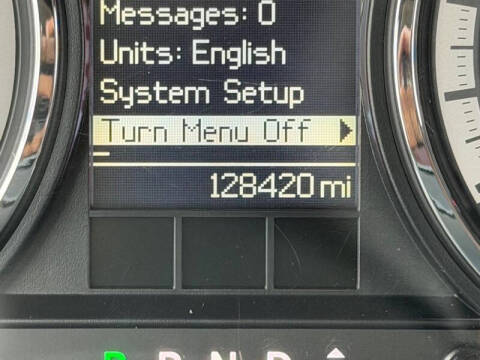 Messages: 0
Units: English
System Setup
Turn Menu Off
128420 mi
P R N D